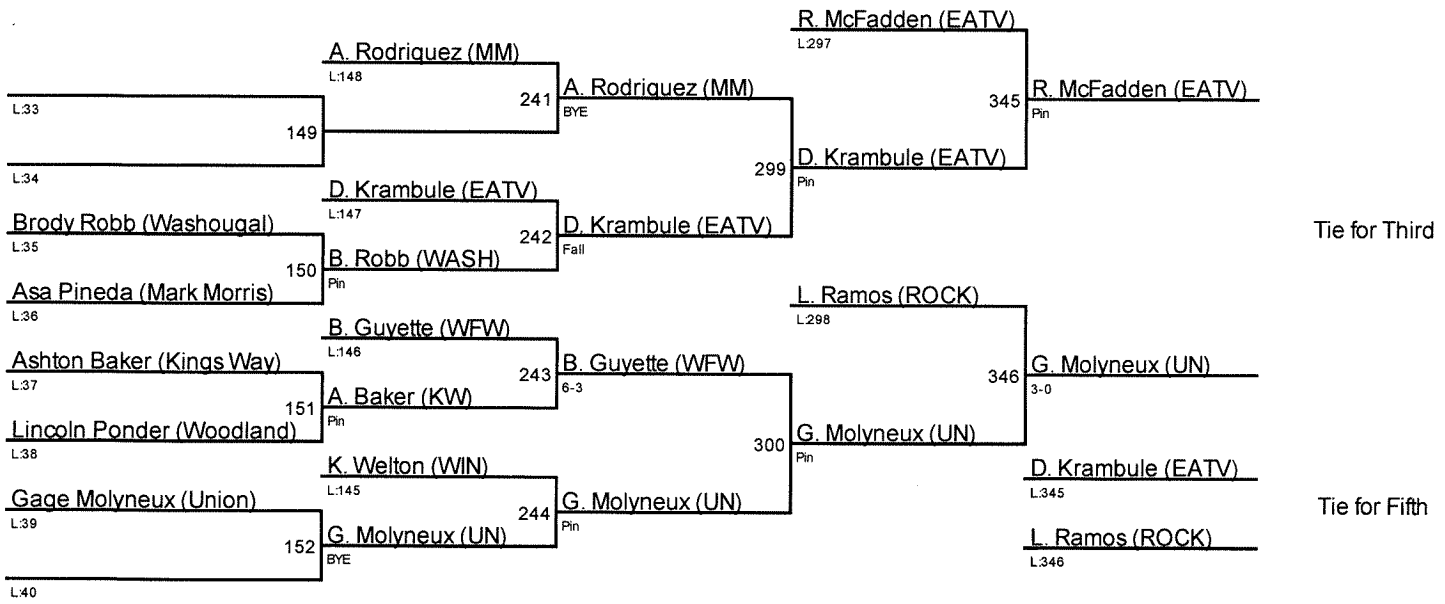 R. McFadden (EATV)
L:297
A. Rodriquez (MM)
L:148
241
A. Rodriquez (MM)
BYE
345
R. McFadden (EATV)
Pin
L:33
149
L:34
299
D. Krambule (EATV)
Pin
D. Krambule (EATV)
L:147
Brody Robb (Washougal)
L:35
242
D. Krambule (EATV)
Fall
Tie for Third
150
B. Robb (WASH)
Pin
Asa Pineda (Mark Morris)
L:36
L. Ramos (ROCK)
L:298
B. Guyette (WFW)
L:146
Ashton Baker (Kings Way)
L:37
243
B. Guyette (WFW)
6-3
346
G. Molyneux (UN)
3-0
151
A. Baker (KW)
Pin
Lincoln Ponder (Woodland)
L:38
300
G. Molyneux (UN)
Pin
K. Welton (WIN)
L:145
D. Krambule (EATV)
L:345
Gage Molyneux (Union)
L:39
244
G. Molyneux (UN)
Pin
Tie for Fifth
152
G. Molyneux (UN)
BYE
L. Ramos (ROCK)
L:346
L:40